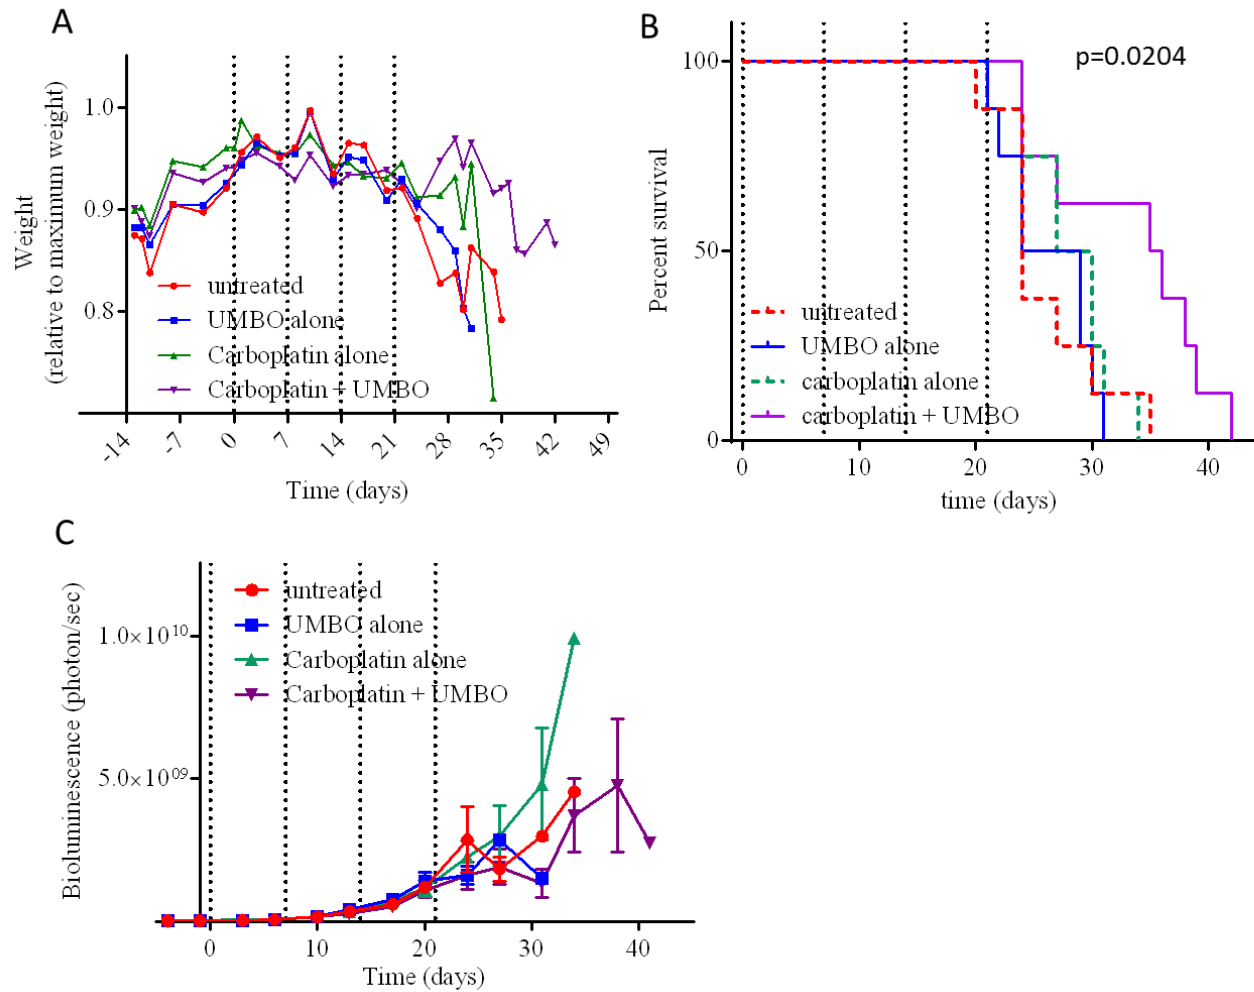 A
Weight
(relative to maximum weight)
1.0
0.9
0.8
untreated
UMBO alone
Carboplatin alone
Carboplatin + UMBO
-14 -7 0 7 14 21 28 35 42 49
Time (days)
B
p=0.0204
Percent survival
100
50
0
untreated
UMBO alone
carboplatin alone
carboplatin + UMBO
0 10 20 30 40
time (days)
C
Bioluminescence (photon/sec)
1.0×10¹⁰
5.0×10⁰⁹
untreated
UMBO alone
Carboplatin alone
Carboplatin + UMBO
0 10 20 30 40
Time (days)